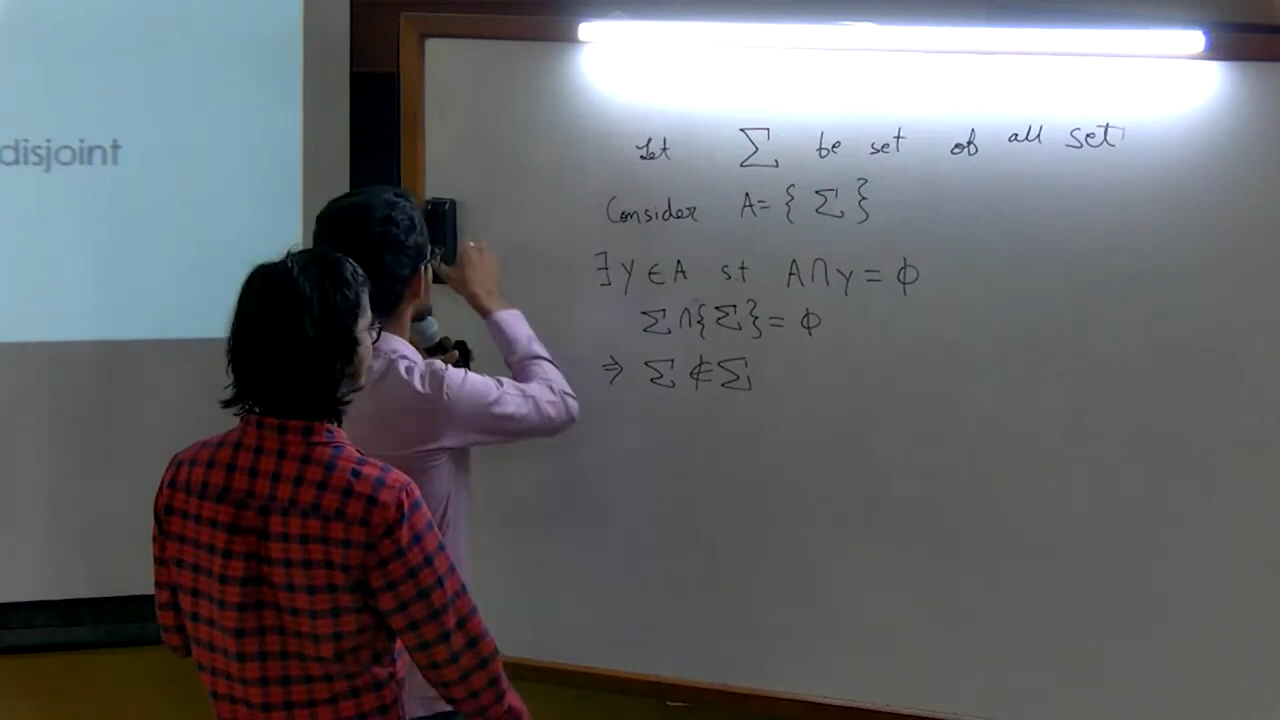 disjoint
Let Σ be set of all set
Consider A = { Σ }
∃ Y ∈ A st A ∩ Y = ϕ
Σ ∩ { Σ } = ϕ
⇒ Σ ∉ Σ